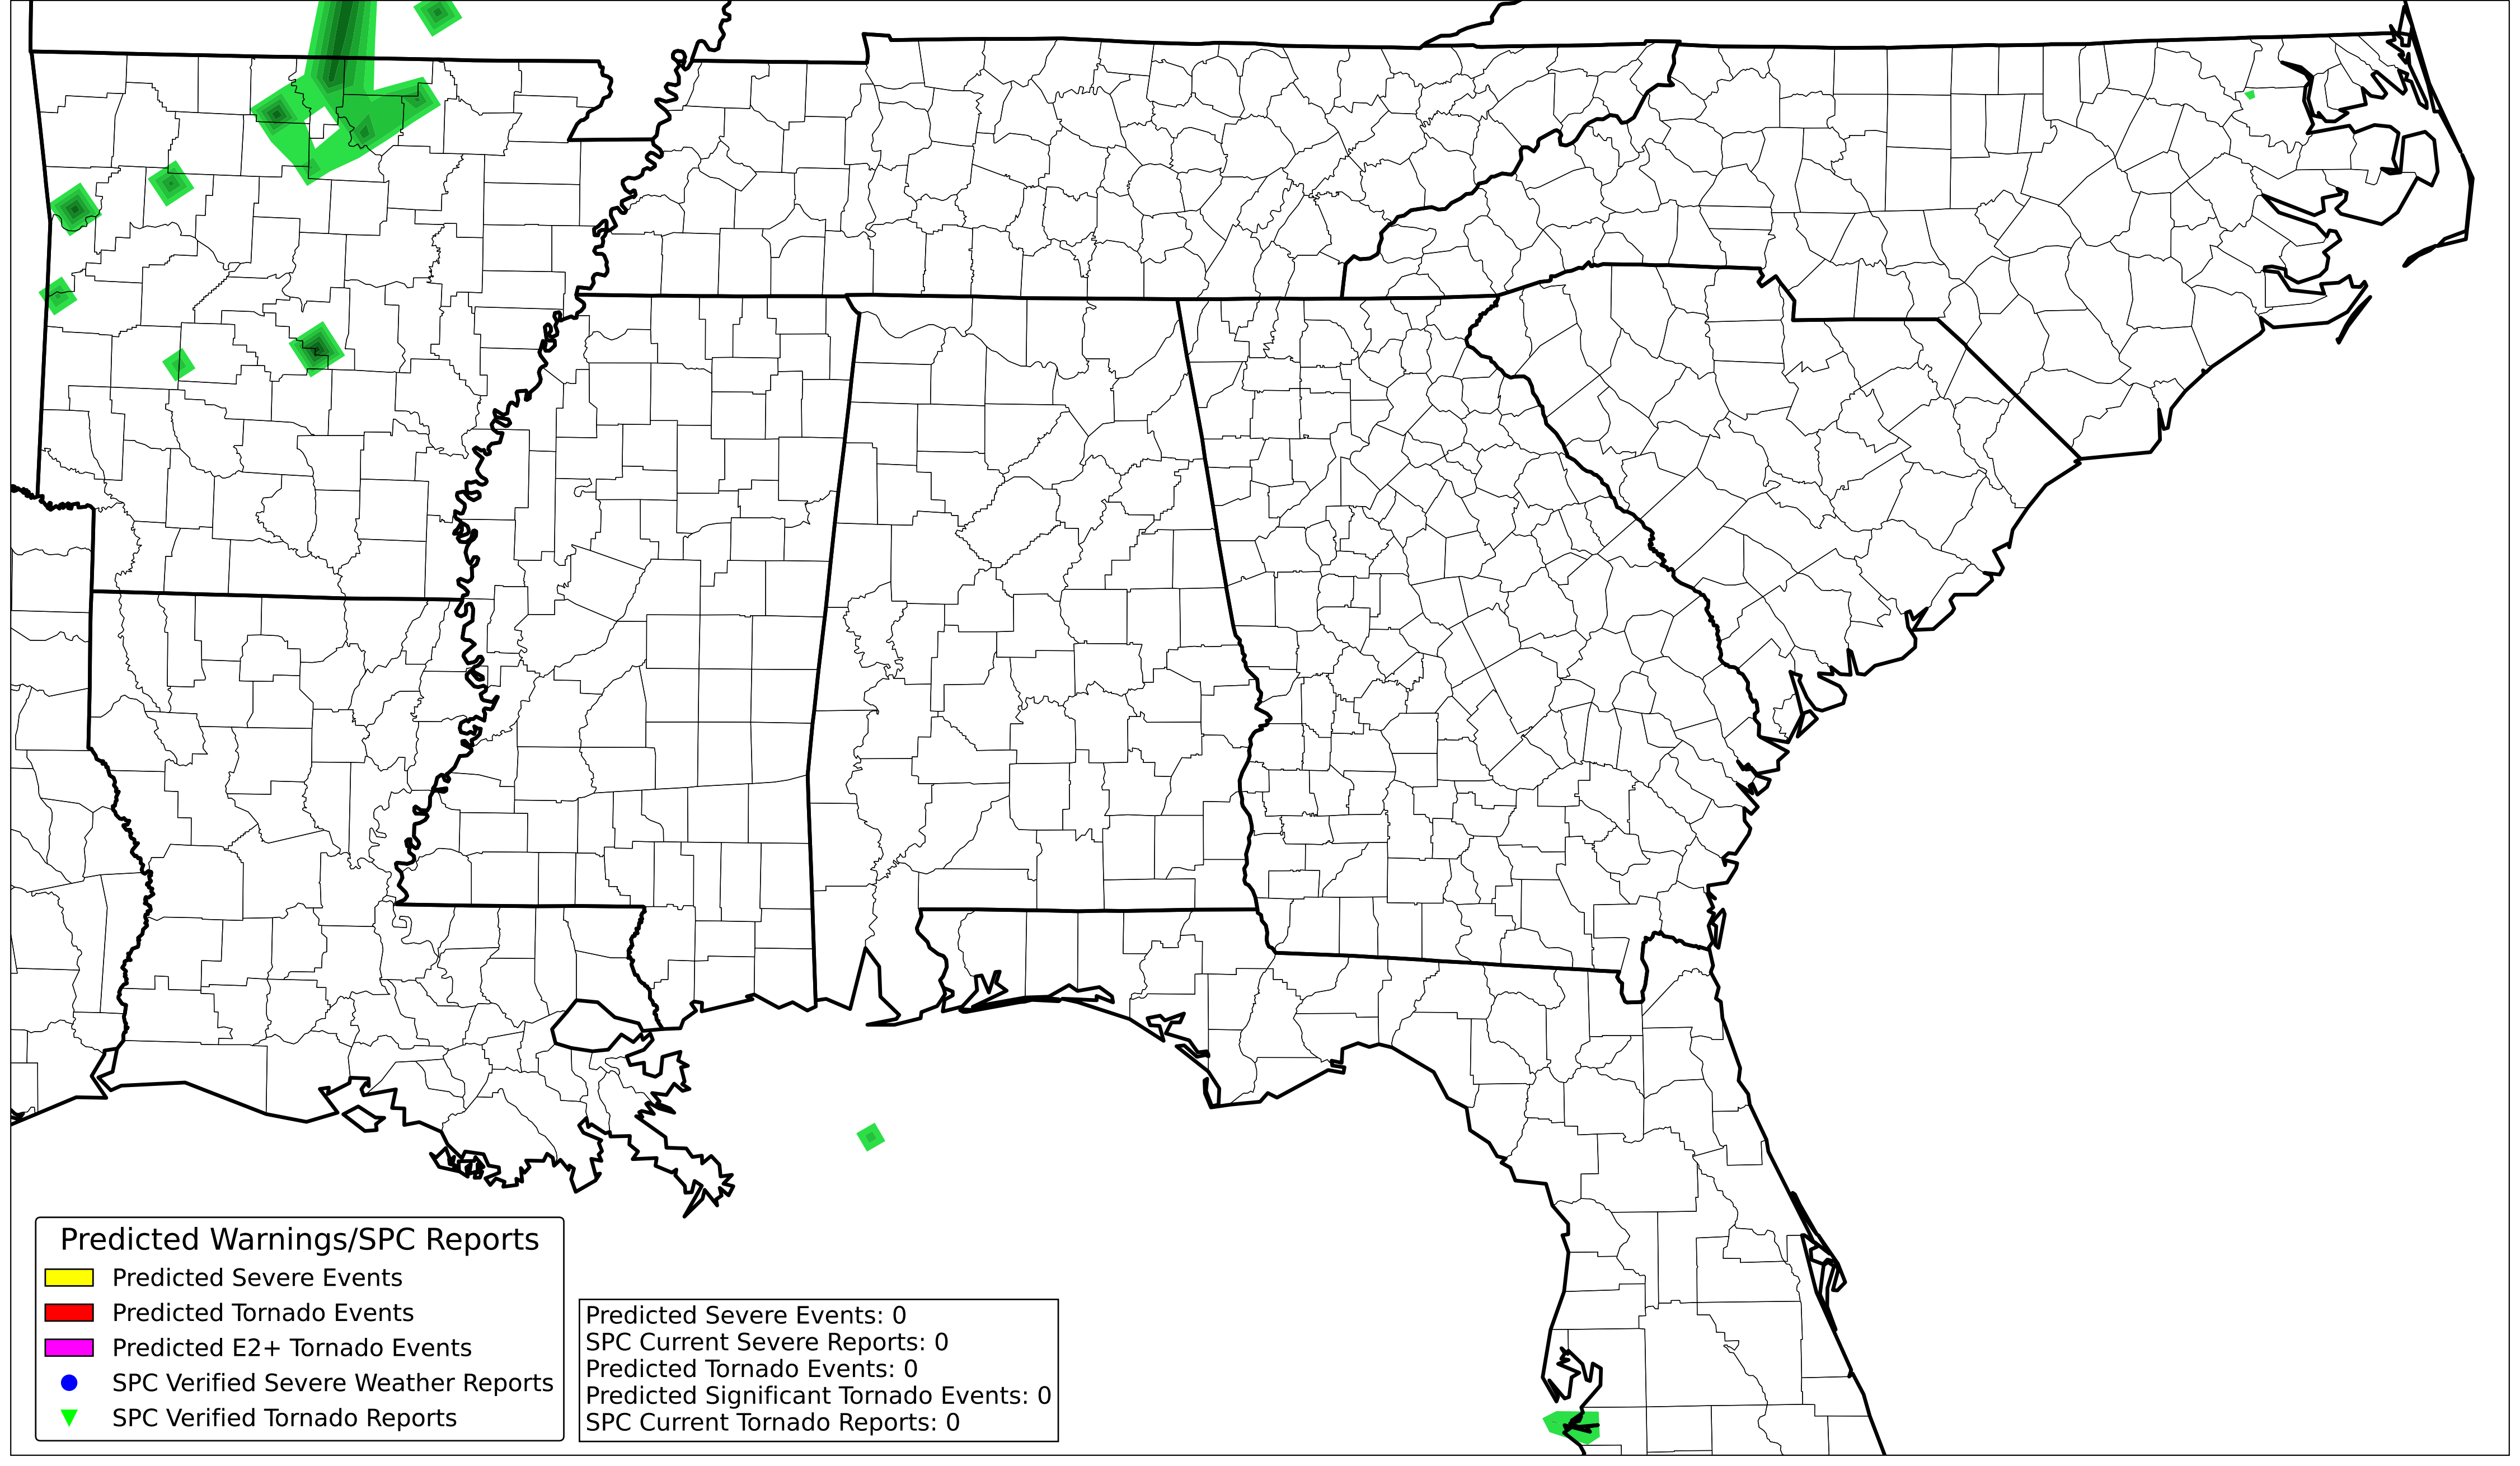 Predicted Warnings/SPC Reports
Predicted Severe Events
Predicted Tornado Events
Predicted E2+ Tornado Events
SPC Verified Severe Weather Reports
SPC Verified Tornado Reports
Predicted Severe Events: 0
SPC Current Severe Reports: 0
Predicted Tornado Events: 0
Predicted Significant Tornado Events: 0
SPC Current Tornado Reports: 0